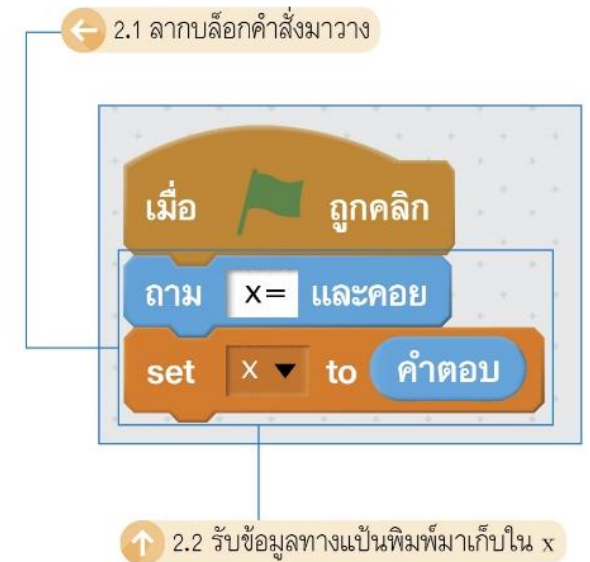 2.1 ลากบล็อกคำสั่งมาวาง
เมื่อ ถูกคลิก
ถาม x= และคอย
set x to คำตอบ
2.2 รับข้อมูลทางแป้นพิมพ์มาเก็บใน x